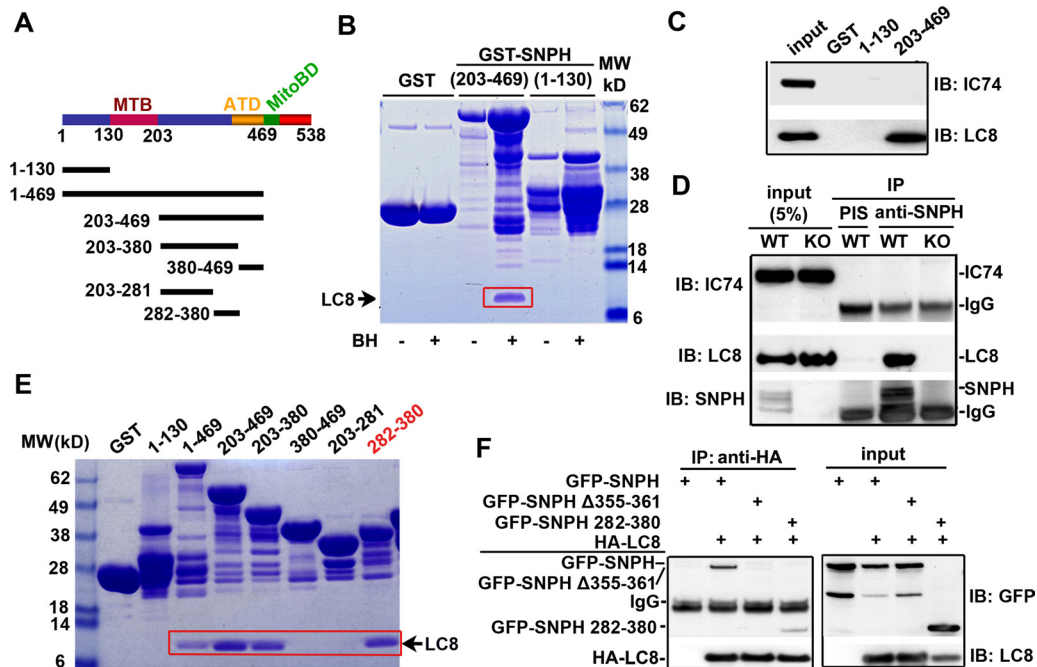 A
MTB
ATD
MitoBD
1 130 203 469 538
1-130
1-469
203-469
203-380
380-469
203-281
282-380
B
GST-SNPH
GST (203-469) (1-130)
MW
kD
62
49
38
28
18
14
6
LC8
BH - + - + - +
C
input GST 1-130 203-469
IB: IC74
IB: LC8
D
input
(5%)
IP
PIS anti-SNPH
WT KO WT WT KO
IB: IC74
-IC74
-IgG
IB: LC8
-LC8
IB: SNPH
-SNPH
-IgG
E
MW(kD) GST 1-130 1-469 203-469 203-380 380-469 203-281 282-380
62
49
38
28
18
14
6
LC8
F
IP: anti-HA input
GFP-SNPH + + + +
GFP-SNPH Δ355-361 + +
GFP-SNPH 282-380 + +
HA-LC8 + + + + + +
GFP-SNPH
GFP-SNPH Δ355-361
IgG
GFP-SNPH 282-380
HA-LC8
IB: GFP
IB: LC8